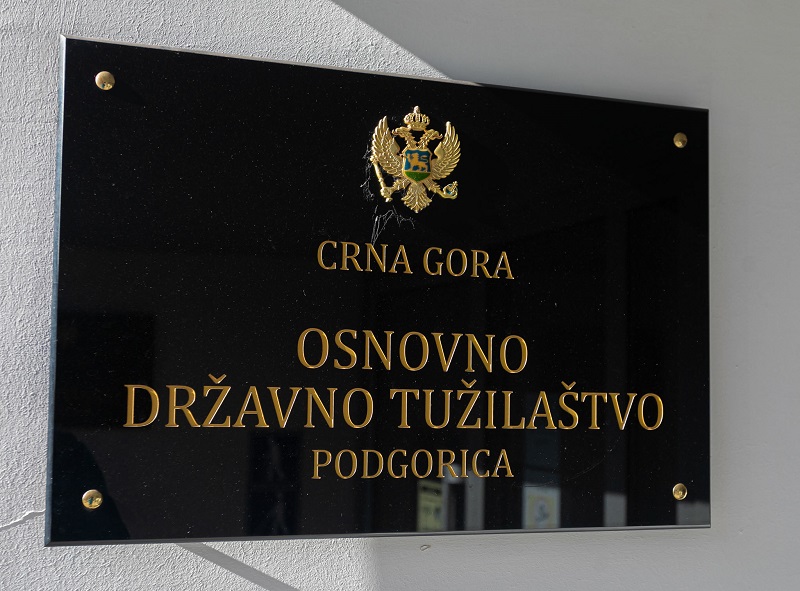 CRNA GORA
OSNOVNO
DRŽAVNO TUŽILAŠTVO
PODGORICA